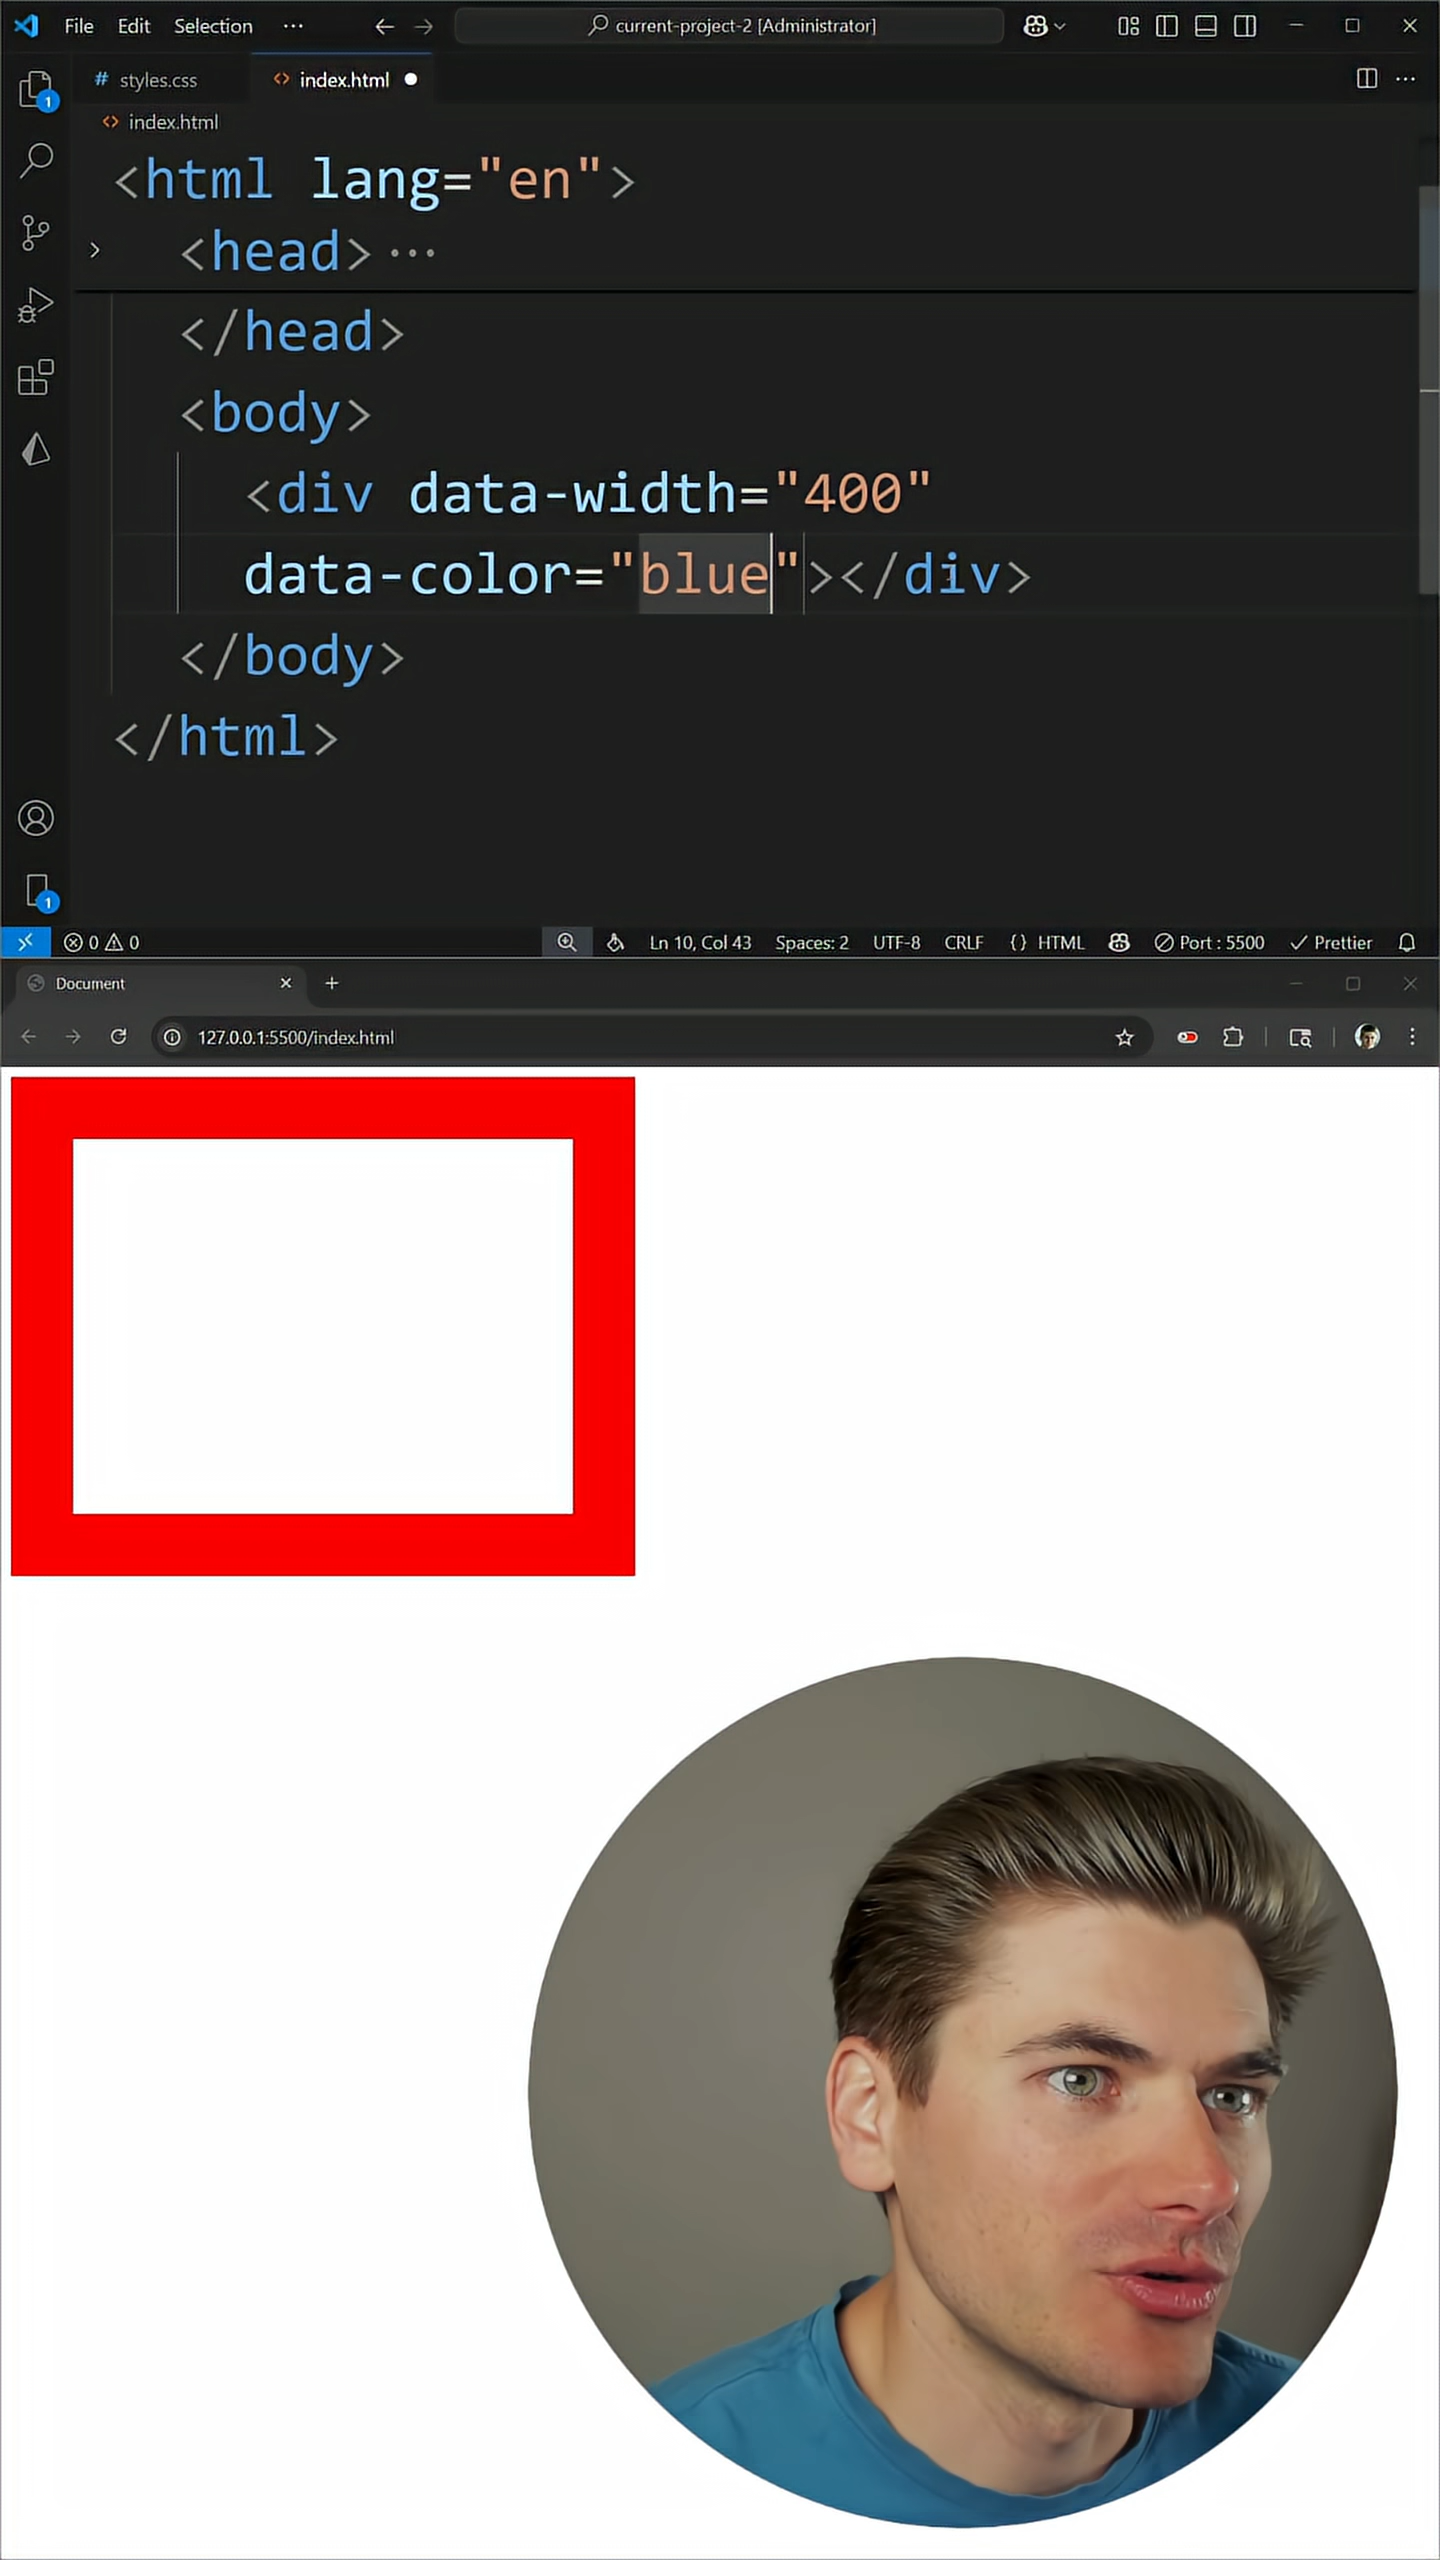 File Edit Selection ··· current-project-2 [Administrator]
# styles.css <> index.html
<> index.html
<html lang="en">
<head>···
</head>
<body>
<div data-width="400"
data-color="blue"></div>
</body>
</html>
1
1
0 0 Ln 10, Col 43 Spaces: 2 UTF-8 CRLF {} HTML Port : 5500 Prettier
Document
127.0.0.1:5500/index.html